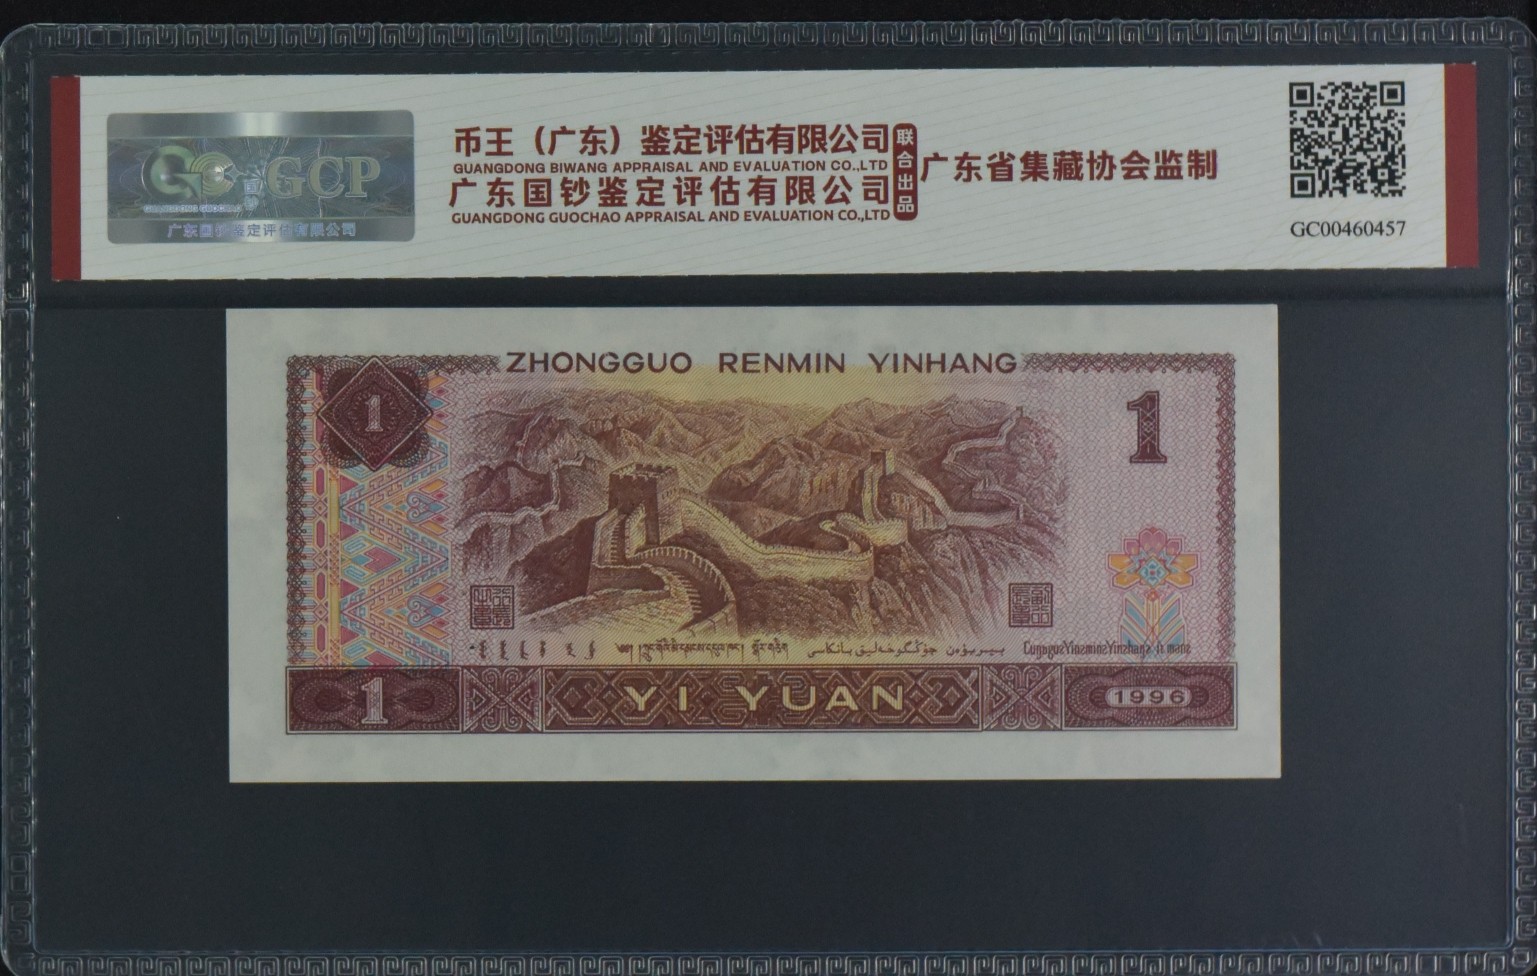 GCP
广东国钞鉴定评估有限公司
币王（广东）鉴定评估有限公司
GUANGDONG BIWANG APPRAISAL AND EVALUATION CO.,LTD
广东国钞鉴定评估有限公司
GUANGDONG GUOCHAO APPRAISAL AND EVALUATION CO.,LTD
联合出品
广东省集藏协会监制
GC00460457
ZHONGGUO RENMIN YINHANG
1
1
1
YI YUAN
1996